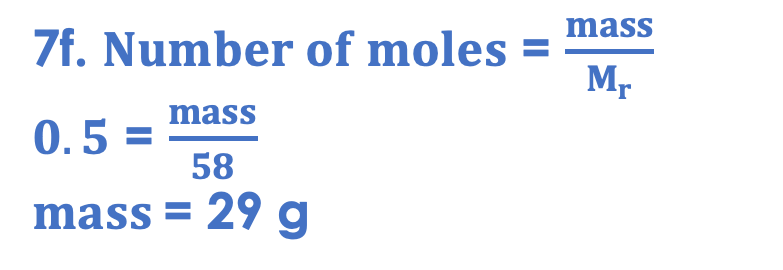 7f. Number of moles = mass / Mr
0.5 = mass / 58
mass = 29 g